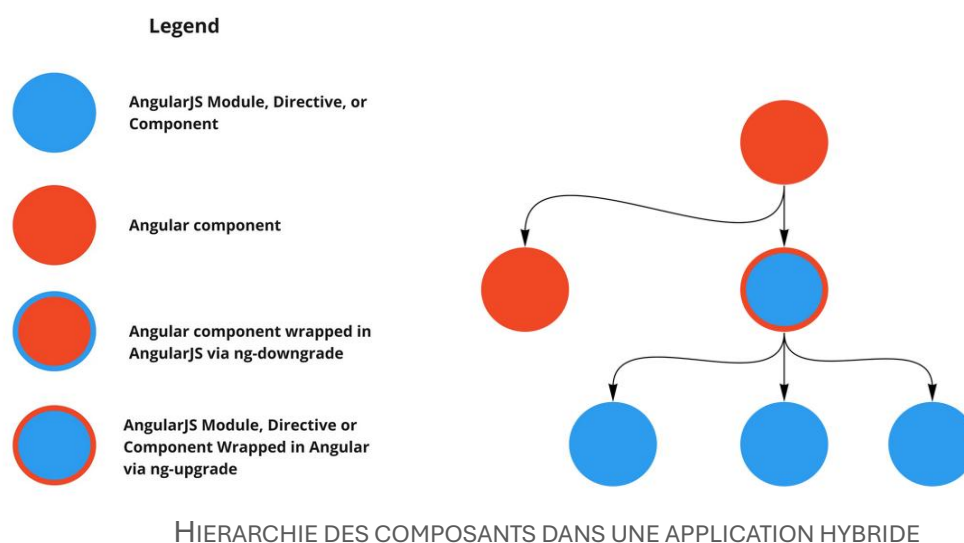 Legend
AngularJS Module, Directive, or
Component
Angular component
Angular component wrapped in
AngularJS via ng-downgrade
AngularJS Module, Directive or
Component Wrapped in Angular
via ng-upgrade
HIERARCHIE DES COMPOSANTS DANS UNE APPLICATION HYBRIDE